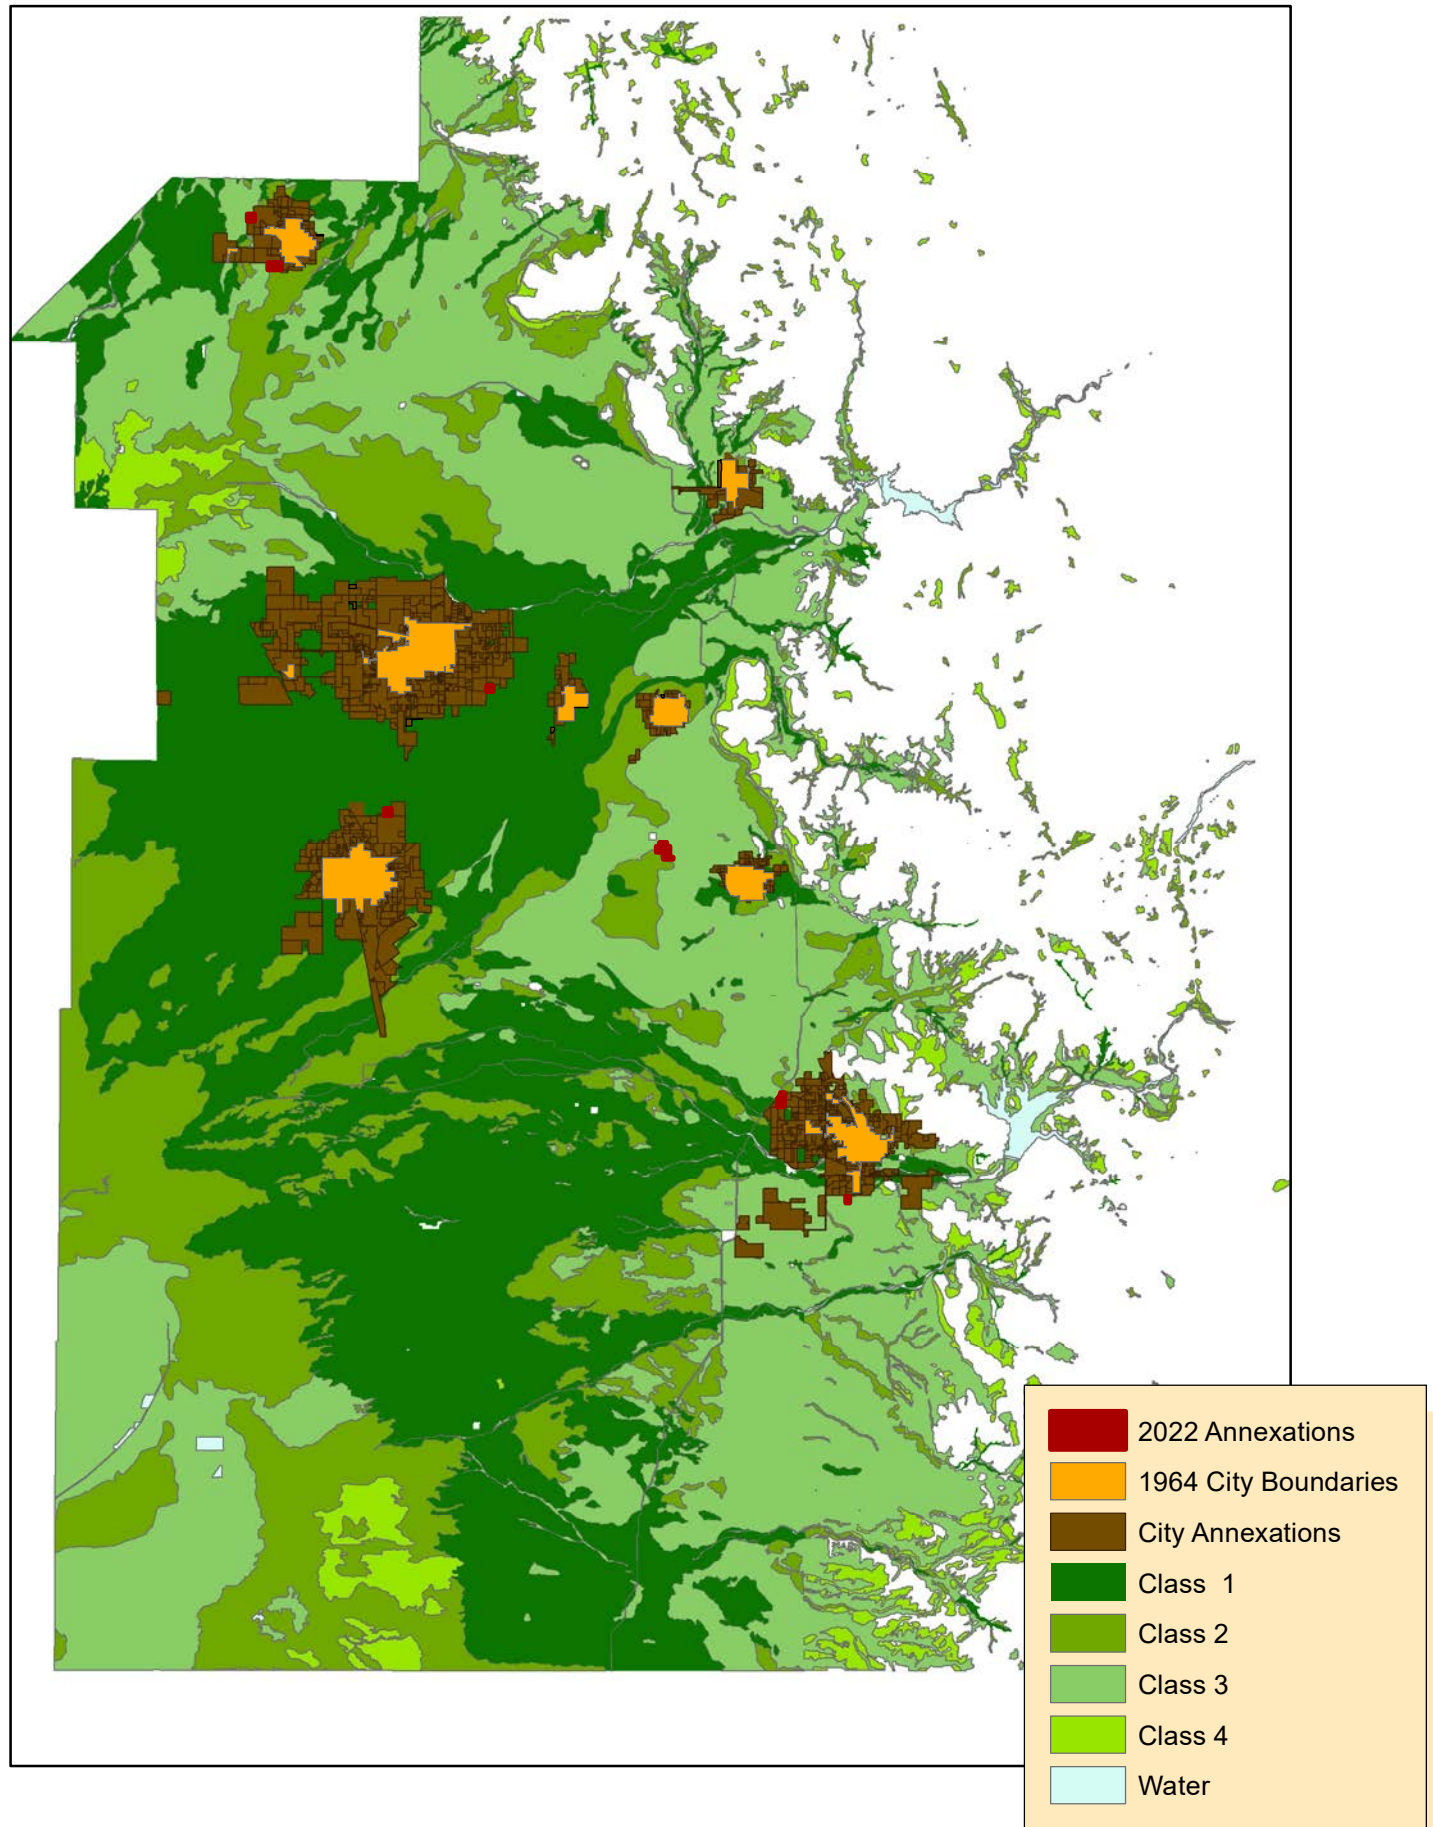 2022 Annexations
1964 City Boundaries
City Annexations
Class  1
Class 2
Class 3
Class 4
Water